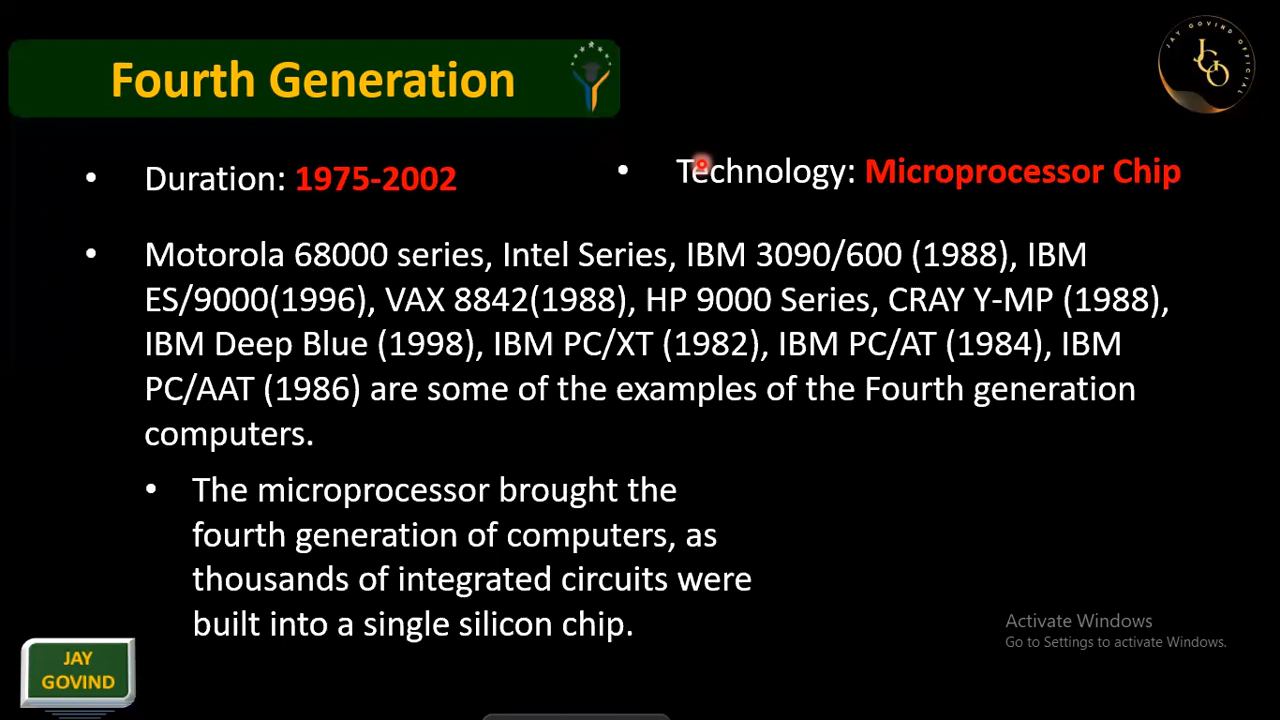 JAY GOVIND OFFICIAL
JGO
Fourth Generation
• Duration: 1975-2002
• Technology: Microprocessor Chip
• Motorola 68000 series, Intel Series, IBM 3090/600 (1988), IBM
ES/9000(1996), VAX 8842(1988), HP 9000 Series, CRAY Y-MP (1988),
IBM Deep Blue (1998), IBM PC/XT (1982), IBM PC/AT (1984), IBM
PC/AAT (1986) are some of the examples of the Fourth generation
computers.
• The microprocessor brought the
fourth generation of computers, as
thousands of integrated circuits were
built into a single silicon chip.
Activate Windows
Go to Settings to activate Windows.
JAY
GOVIND